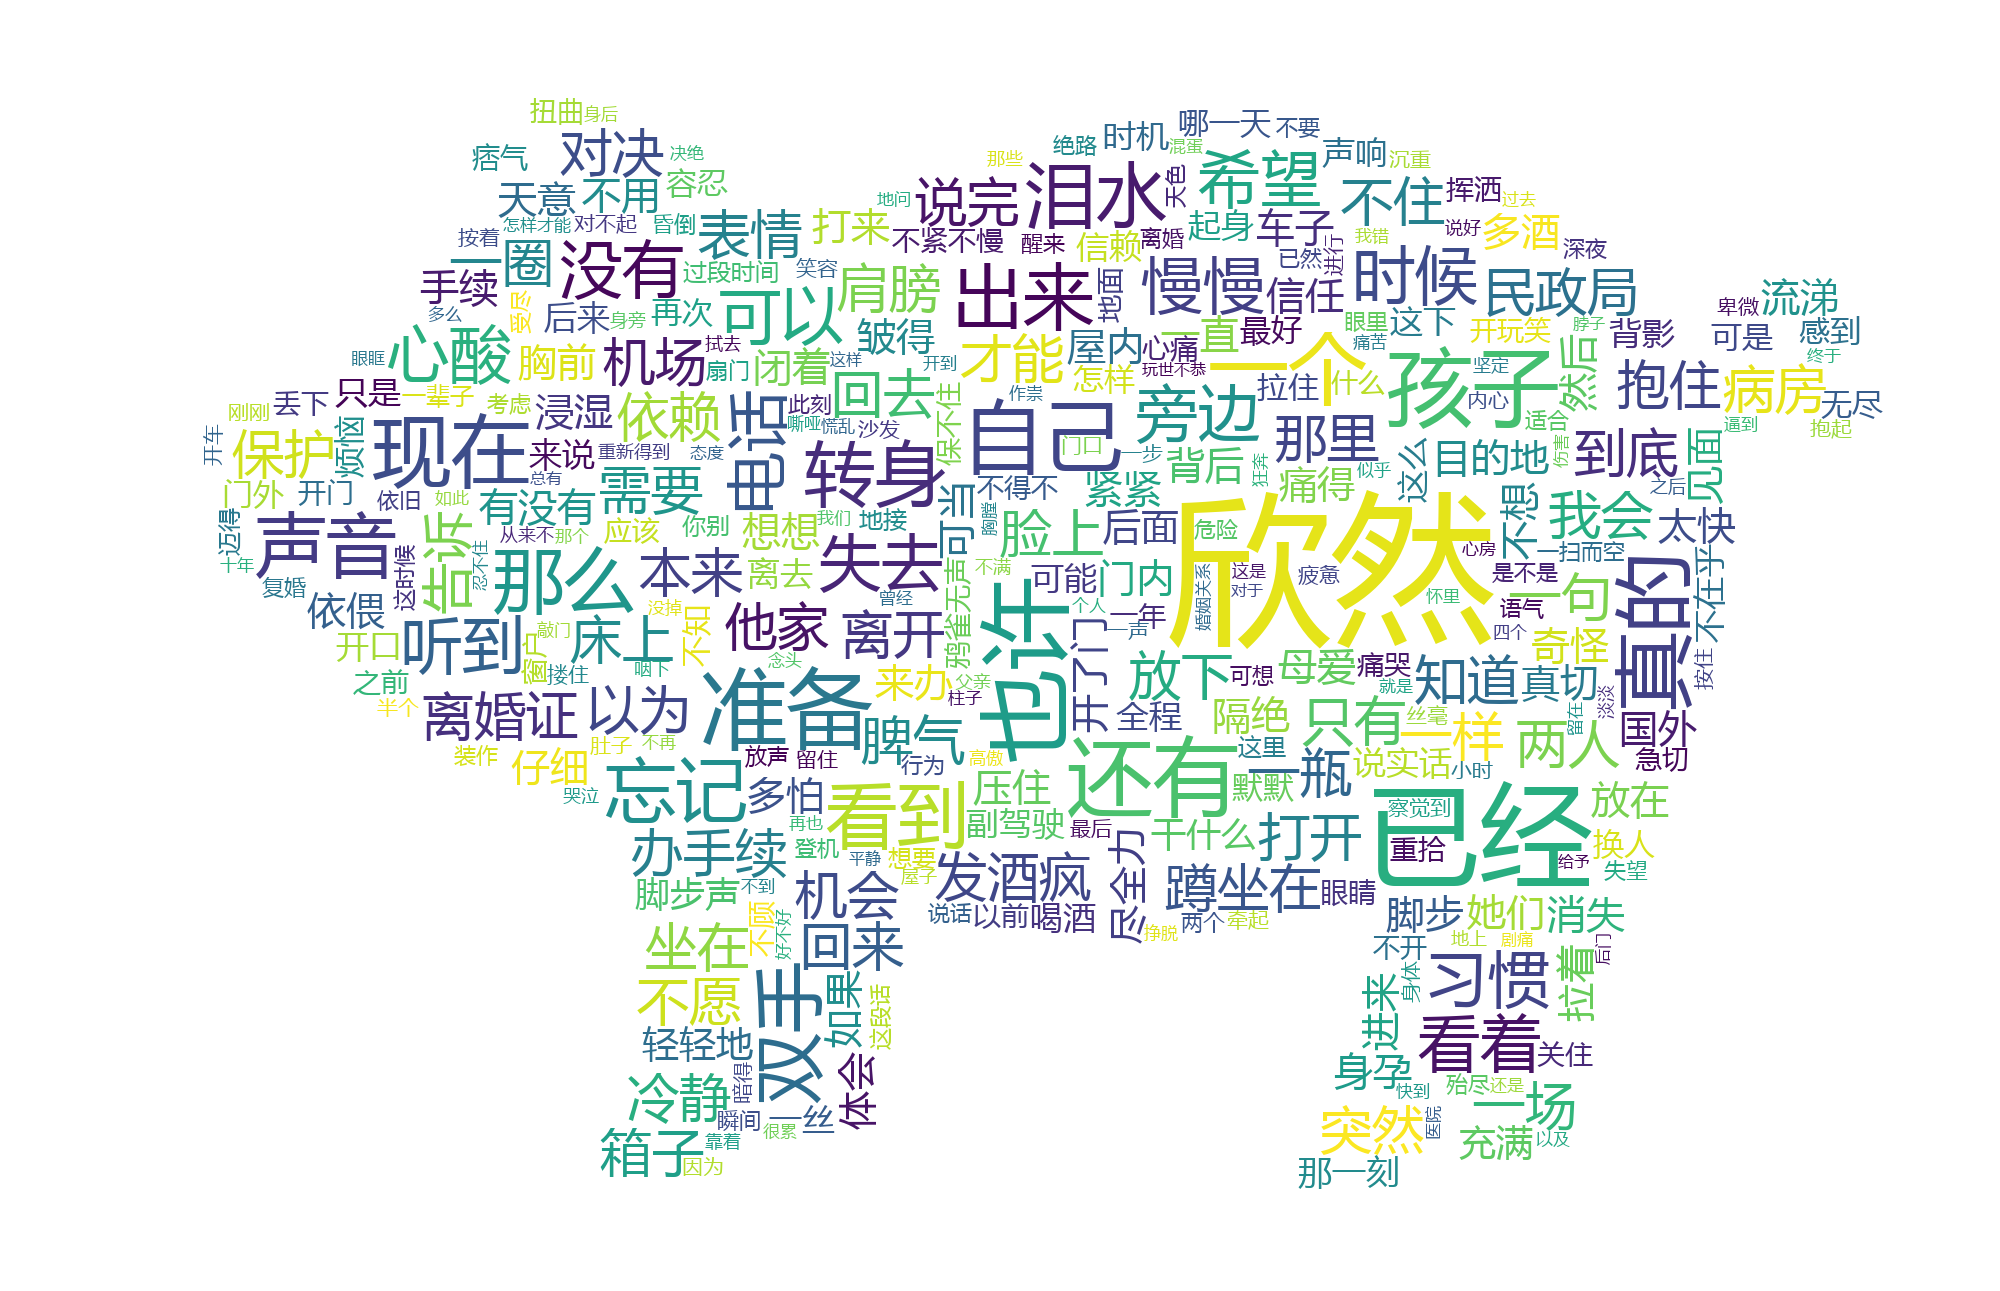 扭曲 身后
对决
痞气
决绝
天意 不用 容忍
怎样才能 对不起 昏倒
按着
一圈 没有 表情
手续
过段时间 笑容
多么
妥尽
后来 身旁 再次 可以
心酸 胸前 机场 拭去
眼眶
扇门 闭着 这样
哪一天 不要
时机
绝路 混蛋
那些
声响 沉重
希望
说完 泪水 天色
地问
打来
不紧不慢 醒来
信赖 离婚
起身 车子
不住 挥洒 过去
说好 多酒
我错 深夜
已然 进行
肩膀 出来 地面 慢慢 信任 时候 民政局
皱得
开到
才能 屋内 心痛 一直 最好
怎样 玩世不恭
眼里 这下
痛苦
开玩笑 脖子
背影
卑微 流涕
可是 感到
终于
丢下 只是 一辈子 考虑 浸湿 依赖
刚刚
开车
保护 烦恼 现在 来说
重新得到 态度
总有
电话 此刻
嘶哑 慌乱 沙发
回去 保不住
作祟
自己 门口 一步
旁边 一个 拉住 什么
那里
孩子 坚定
内心
适合 然后
伤害
抱住 病房 无尽
逼到 抱起
门外 开门 依旧 如此
有没有 需要
转身
可当 不得不
紧紧 背后 狂奔
痛得 似乎 这么 目的地
到底 见面
之后
迈得
十年
声音
复婚
这时候
告诉
忍不住
从来不 那个
应该 你别 想想 我们 地接
那么 本来 离去 失去
鸦雀无声
胸膛
不满
脸上 后面 危险
可能 门内
欣然
心房
不想 我会 太快
一扫而空
是不是
真的 不在乎
依偎
开口
听到
敲门
窗户
搂住
床上
咽下
没掉
不知
他家 念头
曾经
离开
父亲
也许
个人
一年
一声
开了门
婚姻关系
这是
对于
疲惫
怀里
语气
四个
一句
奇怪
按住
之前
半个
离婚证 以为
准备
来办 柱子
脾气
全程
放下 可想
母爱 痛哭
就是
知道 真切
留在
淡淡
国外
急切
装作
仔细 肚子 不再
哭泣
忘记
放声 留住
多怕
行为
高傲
隔绝 这里
只有 丝毫
一样
两人
还有 默默 一瓶
说实话 小时
看到
压住
副驾驶 最后
干什么
打开
已经
察觉到
重拾
给予
放在
换人
失望
办手续
再也
登机
平静
想要
屋子
脚步声 不到
机会
发酒疯
说话 以前 喝酒
尽全力
挣脱
蹲坐在 眼睛
两个 牵起
脚步 她们 消失
不开
地上 剧痛
后门
坐在
不顾
好不好
回来
不愿
双手
如果
这段话
身体
习惯
拉着
轻轻地
暗得
体会
进来
看着
关住
身孕
快到
殆尽 还是
冷静
瞬间 一丝
很累
靠着
箱子
因为
突然
医院
一场
充满 以及
那一刻